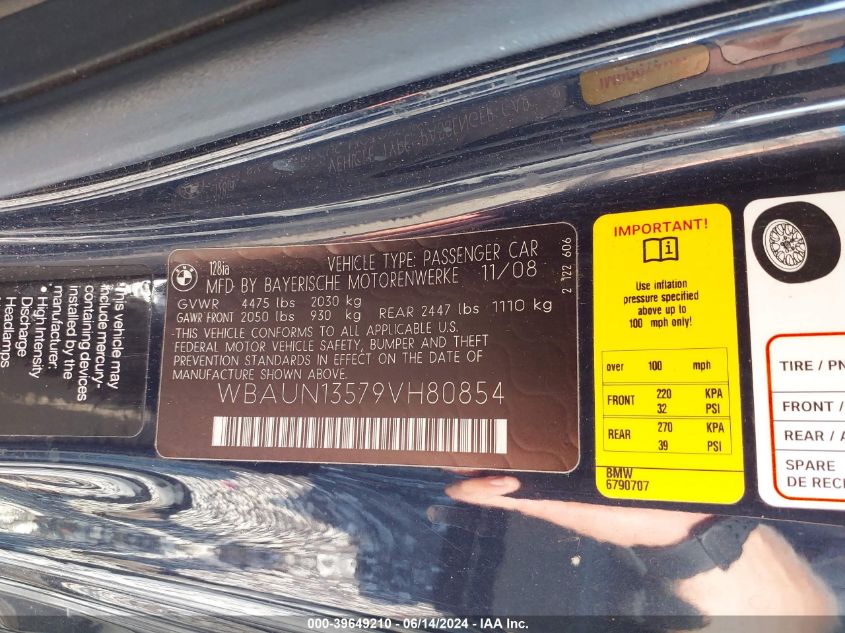 128ia
VEHICLE TYPE: PASSENGER CAR
MFD BY BAYERISCHE MOTORENWERKE 11/08
GVWR 4475 lbs 2030 kg
GAWR FRONT 2050 lbs 930 kg REAR 2447 lbs 1110 kg
THIS VEHICLE CONFORMS TO ALL APPLICABLE U.S.
FEDERAL MOTOR VEHICLE SAFETY, BUMPER AND THEFT
PREVENTION STANDARDS IN EFFECT ON THE DATE OF
MANUFACTURE SHOWN ABOVE.
WBAUN13579VH80854
2 122 606
This vehicle may
include mercury-
containing devices
installed by the
manufacturer:
• High Intensity
Discharge
Headlamps
IMPORTANT!
Use inflation
pressure specified
above up to
100 mph only!
over 100 mph
FRONT 220 KPA
32 PSI
REAR 270 KPA
39 PSI
BMW
6790707
TIRE /
FRONT /
REAR /
SPARE
DE
000-39649210 - 06/14/2024 - IAA Inc.